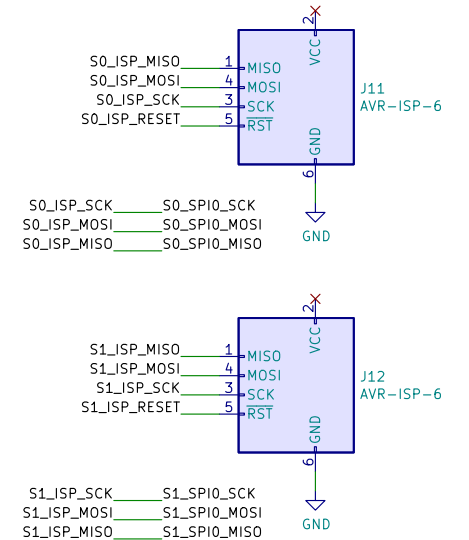 2
VCC
S0_ISP_MISO 1 MISO
S0_ISP_MOSI 4 MOSI
S0_ISP_SCK 3 SCK
S0_ISP_RESET 5 RST
J11
AVR-ISP-6
GND
6
GND
S0_ISP_SCK S0_SPI0_SCK
S0_ISP_MOSI S0_SPI0_MOSI
S0_ISP_MISO S0_SPI0_MISO
2
VCC
S1_ISP_MISO 1 MISO
S1_ISP_MOSI 4 MOSI
S1_ISP_SCK 3 SCK
S1_ISP_RESET 5 RST
J12
AVR-ISP-6
GND
6
GND
S1_ISP_SCK S1_SPI0_SCK
S1_ISP_MOSI S1_SPI0_MOSI
S1_ISP_MISO S1_SPI0_MISO